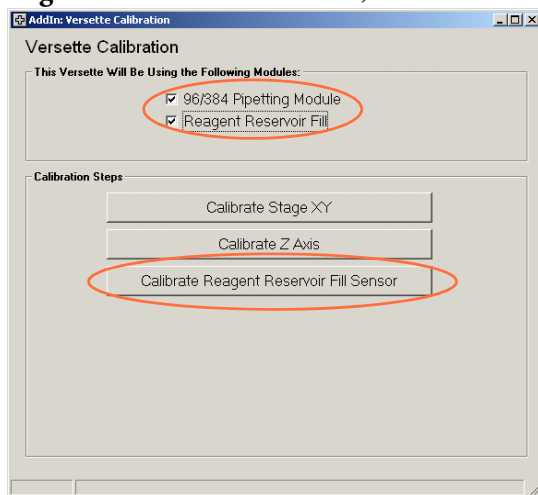 AddIn: Versette Calibration
Versette Calibration
This Versette Will Be Using the Following Modules:
96/384 Pipetting Module
Reagent Reservoir Fill
Calibration Steps
Calibrate Stage XY
Calibrate Z Axis
Calibrate Reagent Reservoir Fill Sensor